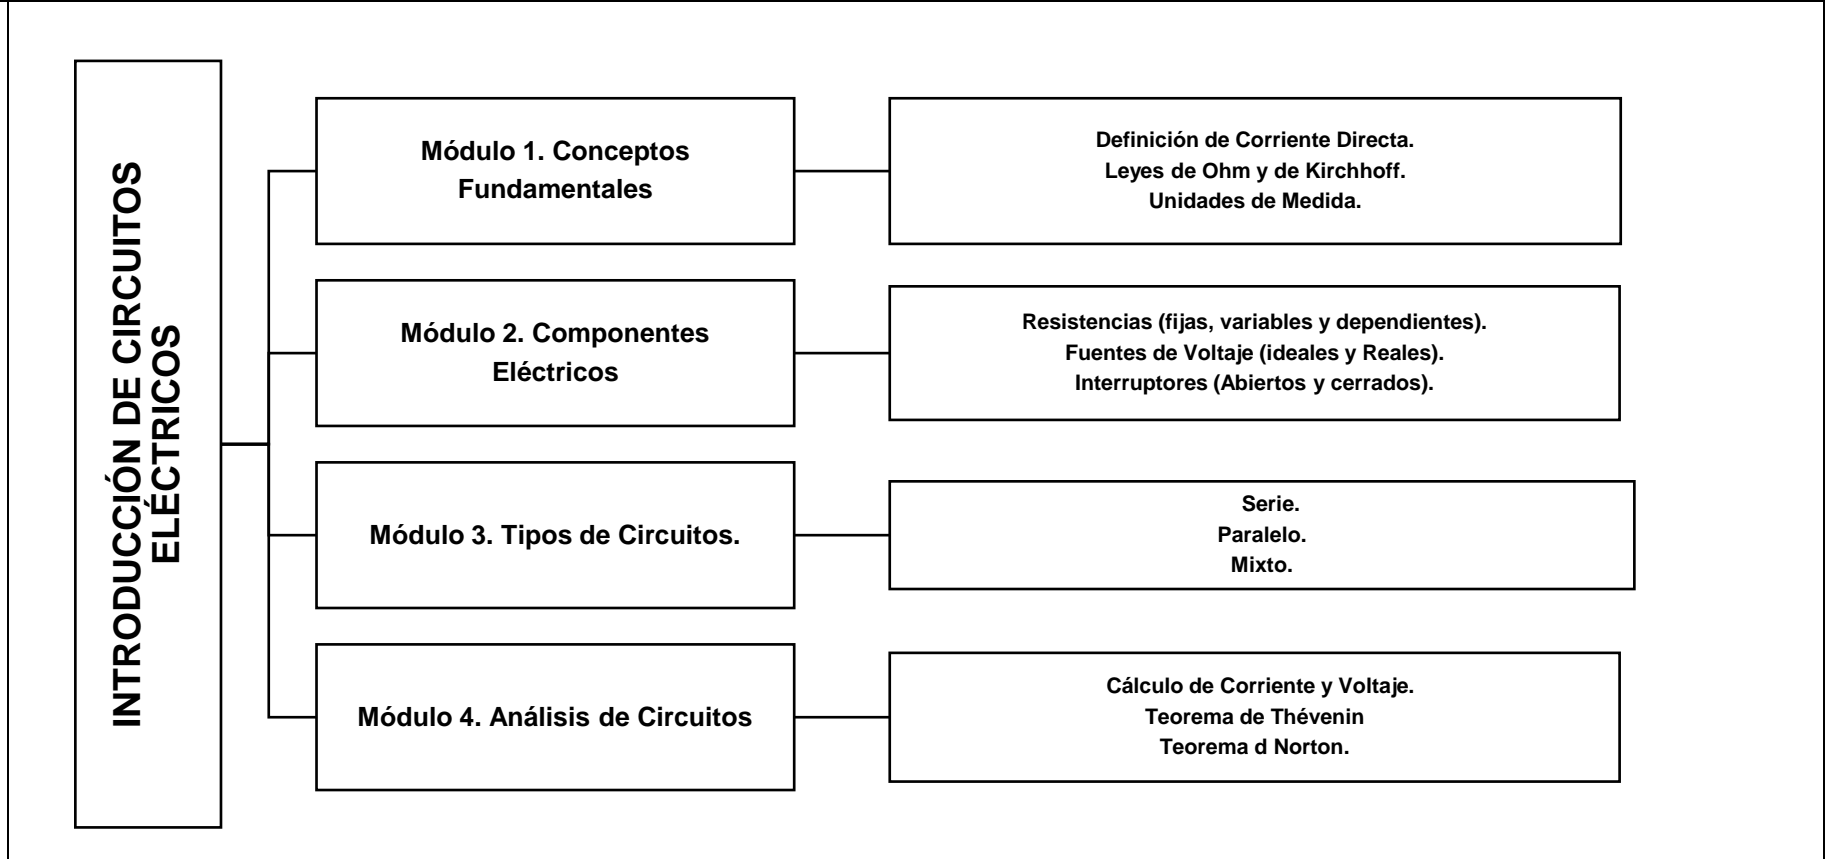 INTRODUCCIÓN DE CIRCUITOS
ELÉCTRICOS
Módulo 1. Conceptos
Fundamentales
Definición de Corriente Directa.
Leyes de Ohm y de Kirchhoff.
Unidades de Medida.
Módulo 2. Componentes
Eléctricos
Resistencias (fijas, variables y dependientes).
Fuentes de Voltaje (ideales y Reales).
Interruptores (Abiertos y cerrados).
Módulo 3. Tipos de Circuitos.
Serie.
Paralelo.
Mixto.
Módulo 4. Análisis de Circuitos
Cálculo de Corriente y Voltaje.
Teorema de Thévenin
Teorema d Norton.